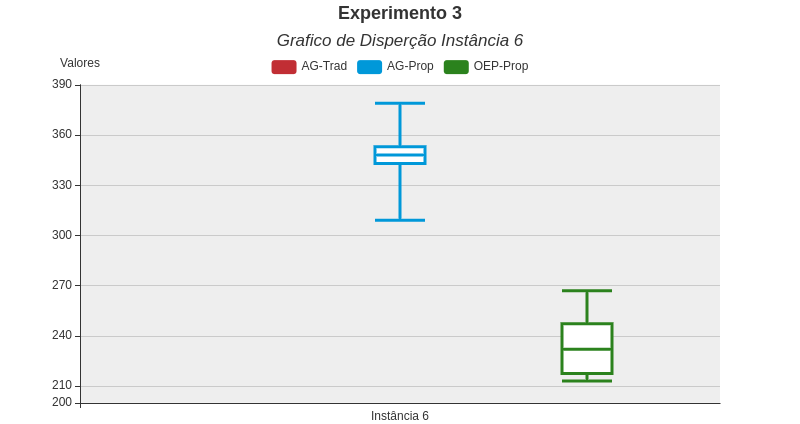 Experimento 3
Grafico de Disperção Instância 6
Valores
AG-Trad AG-Prop OEP-Prop
390
360
330
300
270
240
210
200
Instância 6